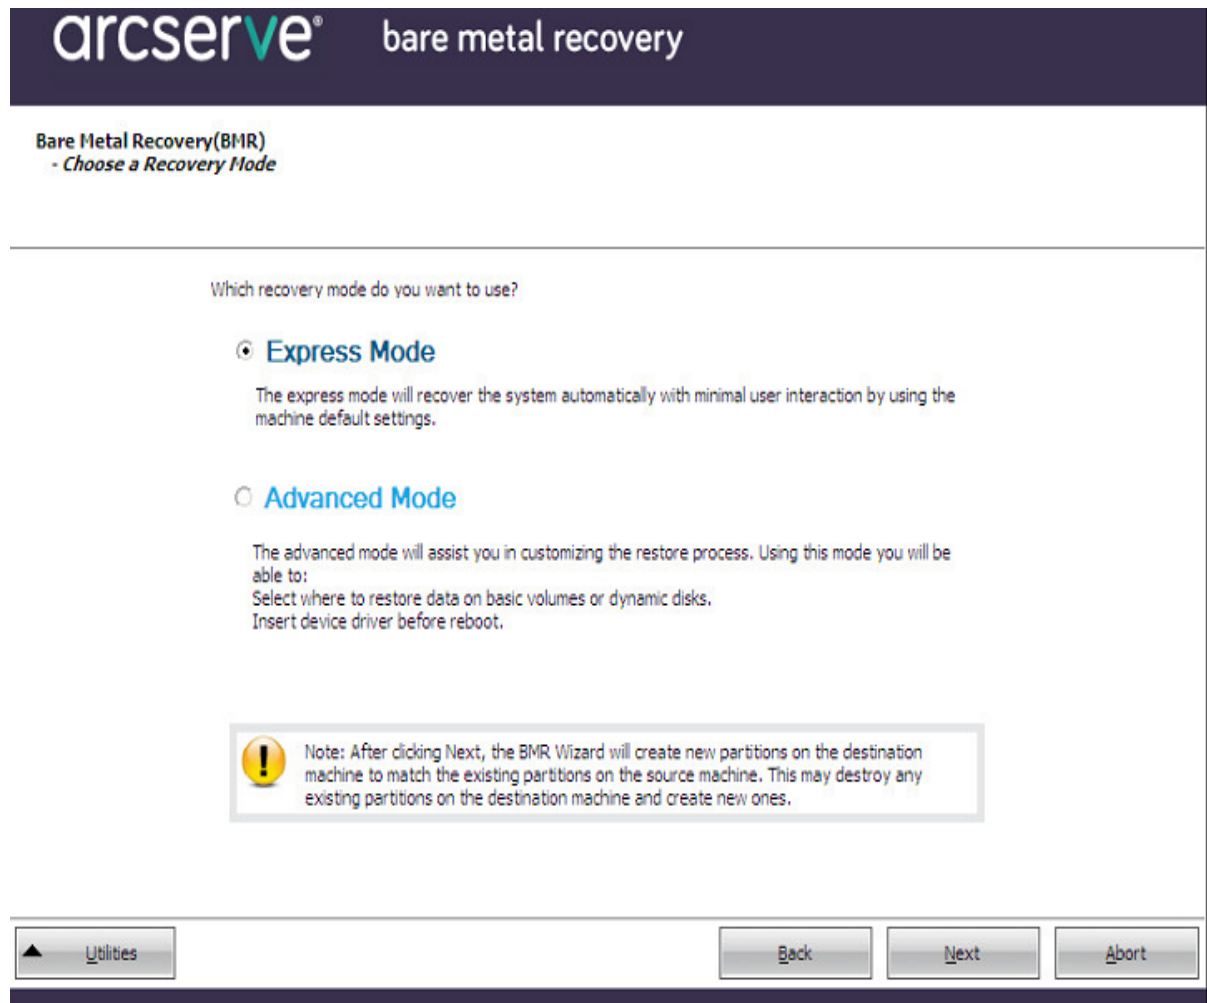 arcserve® bare metal recovery
Bare Metal Recovery(BMR)
- Choose a Recovery Mode
Which recovery mode do you want to use?
Express Mode
The express mode will recover the system automatically with minimal user interaction by using the
machine default settings.
Advanced Mode
The advanced mode will assist you in customizing the restore process. Using this mode you will be
able to:
Select where to restore data on basic volumes or dynamic disks.
Insert device driver before reboot.
Note: After clicking Next, the BMR Wizard will create new partitions on the destination
machine to match the existing partitions on the source machine. This may destroy any
existing partitions on the destination machine and create new ones.
Utilities Back Next Abort